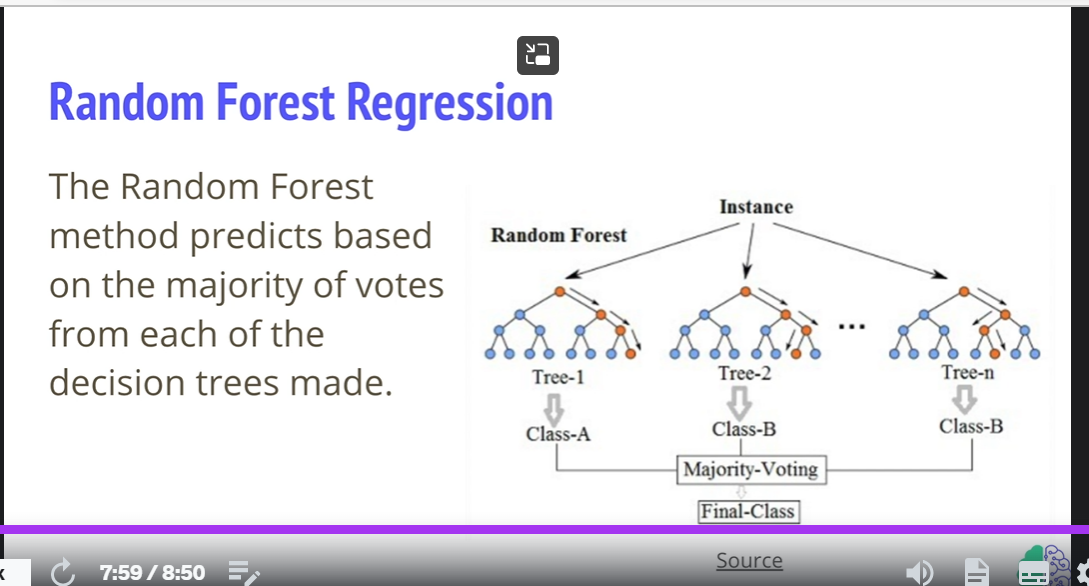 Random Forest Regression
The Random Forest
method predicts based
on the majority of votes
from each of the
decision trees made.
Instance
Random Forest
...
Tree-1
Tree-2
Tree-n
Class-A
Class-B
Class-B
Majority-Voting
Final-Class
7:59 / 8:50
Source